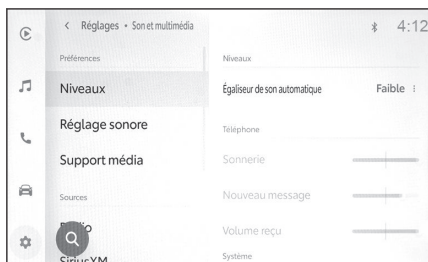 < Réglages • Son et multimédia
4:12
Préférences
Niveaux
Réglage sonore
Support média
Sources
SiriusXM
Niveaux
Égaliseur de son automatique
Faible
Téléphone
Sonnerie
Nouveau message
Volume reçu
Système